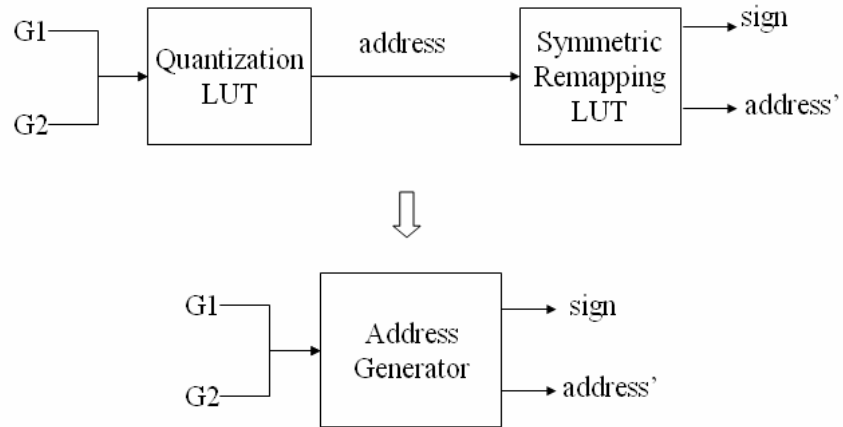 G1
G2
Quantization
LUT
address
Symmetric
Remapping
LUT
sign
address’
G1
G2
Address
Generator
sign
address’